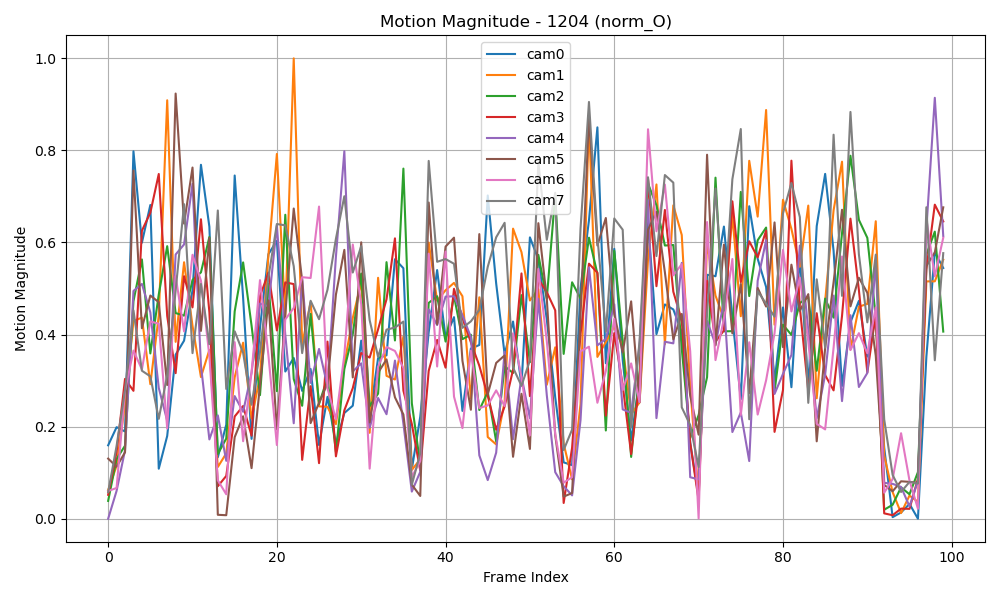 Motion Magnitude - 1204 (norm_O)
Motion Magnitude
1.0
0.8
0.6
0.4
0.2
0.0
cam0
cam1
cam2
cam3
cam4
cam5
cam6
cam7
0 20 40 60 80 100
Frame Index